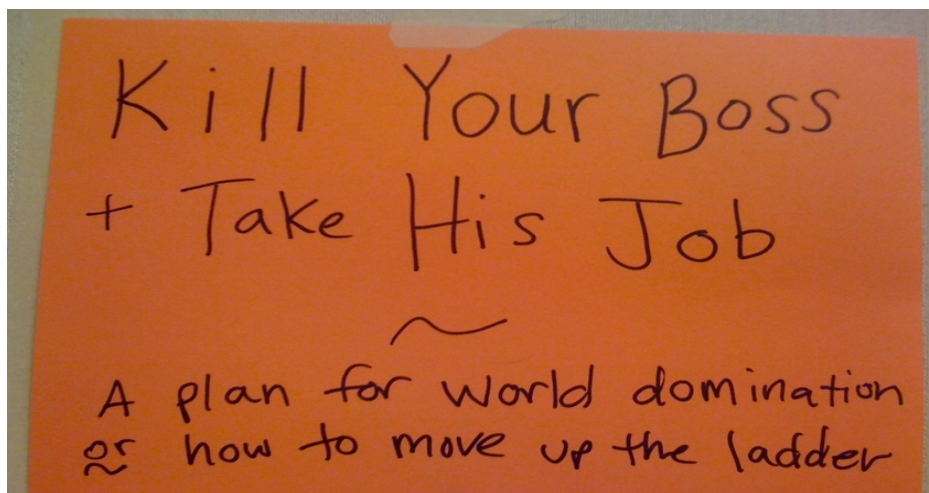 Kill Your Boss
+ Take His Job
~
A plan for world domination
or how to move up the ladder